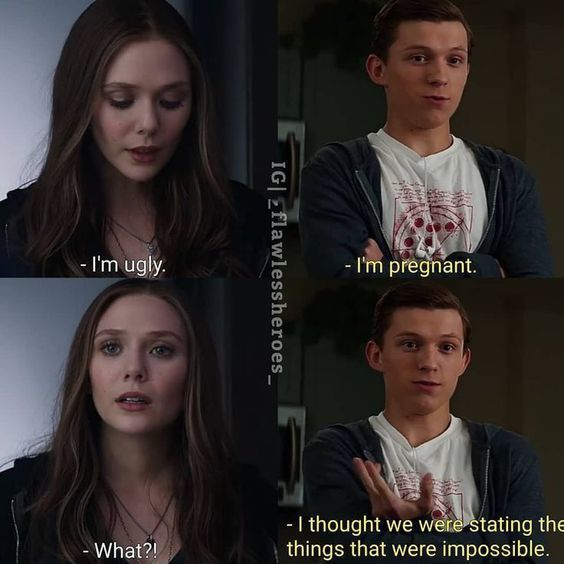 - I'm ugly.
- I'm pregnant.
IG| _flawlessheroes_
- What?!
- I thought we were stating the
things that were impossible.